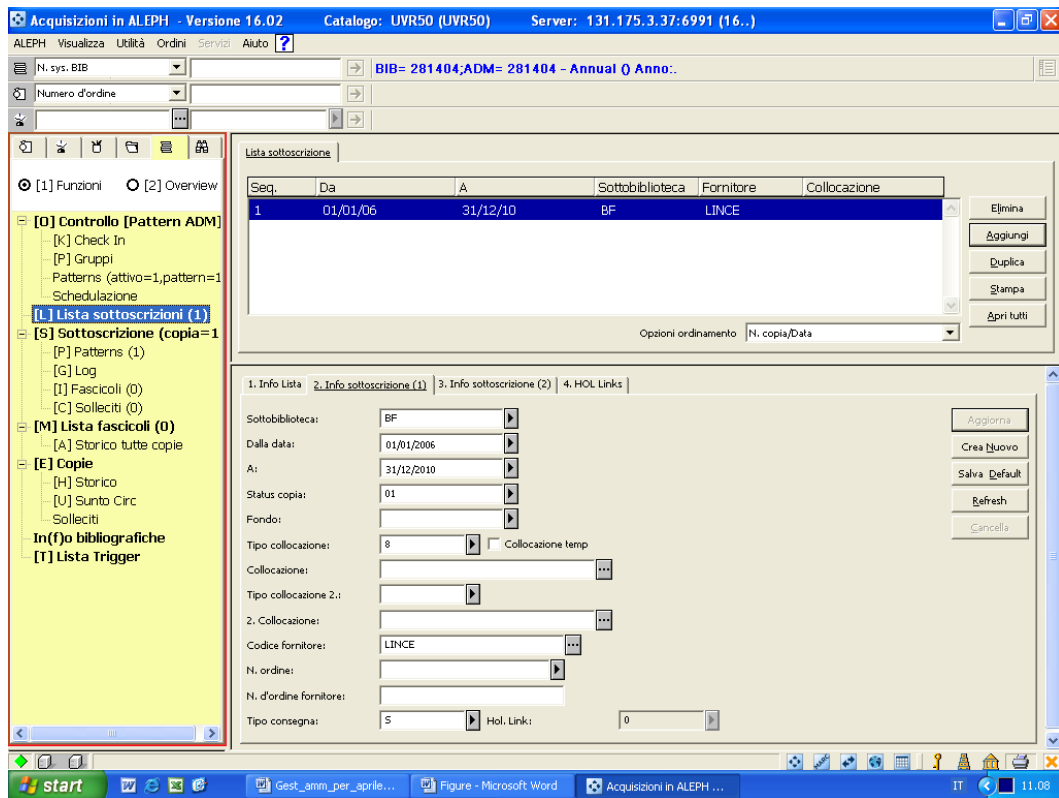 Acquisizioni in ALEPH - Versione 16.02 Catalogo: UVR50 (UVR50) Server: 131.175.3.37:6991 (16..)
ALEPH Visualizza Utilità Ordini Servizi Aiuto ?
N. sys. BIB BIB= 281404;ADM= 281404 - Annual () Anno:.
Numero d'ordine
[1] Funzioni [2] Overview
[O] Controllo [Pattern ADM]
[K] Check In
[P] Gruppi
Patterns (attivo=1,pattern=1
Schedulazione
[L] Lista sottoscrizioni (1)
[S] Sottoscrizione (copia=1
[P] Patterns (1)
[G] Log
[I] Fascicoli (0)
[C] Solleciti (0)
[M] Lista fascicoli (0)
[A] Storico tutte copie
[E] Copie
[H] Storico
[U] Sunto Circ
Solleciti
In(f)o bibliografiche
[T] Lista Trigger
Lista sottoscrizione
Seq. Da A Sottobiblioteca Fornitore Collocazione
1 01/01/06 31/12/10 BF LINCE
Elimina
Aggiungi
Duplica
Stampa
Apri tutti
Opzioni ordinamento N. copia/Data
1. Info Lista 2. Info sottoscrizione (1) 3. Info sottoscrizione (2) 4. HOL Links
Sottobiblioteca: BF
Dalla data: 01/01/2006
A: 31/12/2010
Status copia: 01
Fondo:
Tipo collocazione: 8 Collocazione temp
Collocazione:
Tipo collocazione 2.:
2. Collocazione:
Codice fornitore: LINCE
N. ordine:
N. d'ordine fornitore:
Tipo consegna: S Hol. Link: 0
Aggiorna
Crea Nuovo
Salva Default
Refresh
Cancella
start Gest_amm_per_aprile... Figure - Microsoft Word Acquisizioni in ALEPH ... IT 11.08